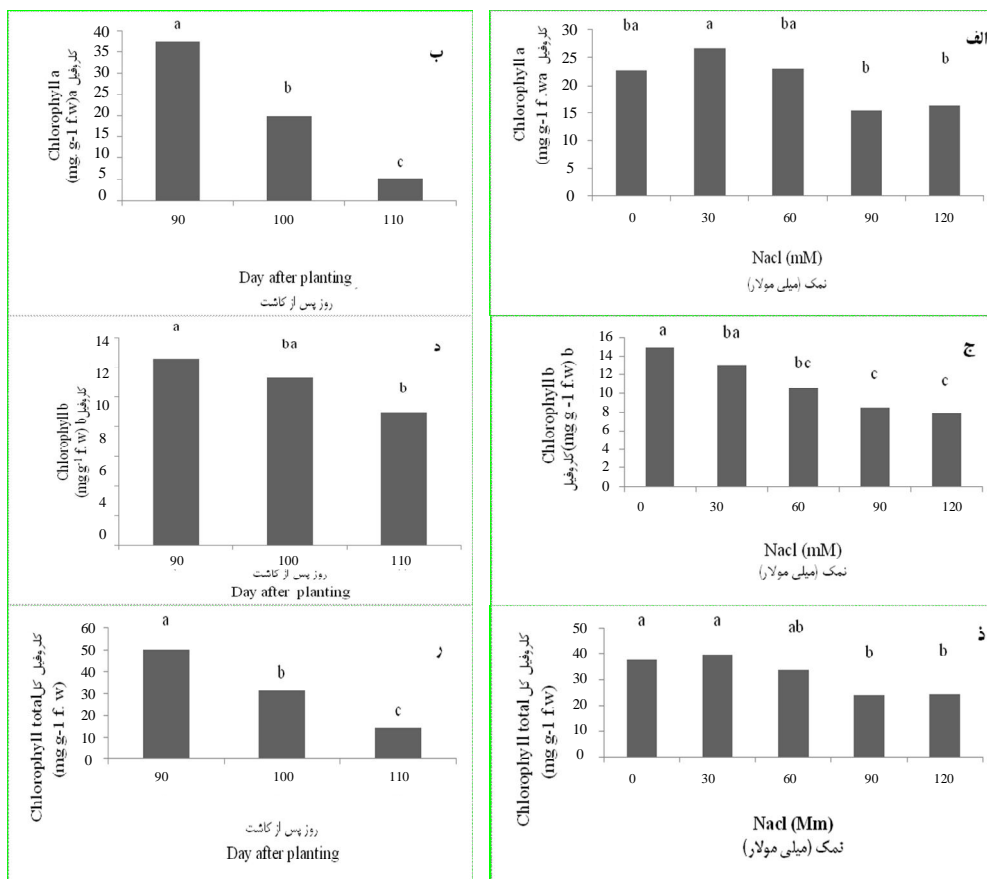 الف
Chlorophyll a
(mg g-1 f .wa کلروفیل
30
25
20
15
10
5
0
ba
a
ba
b
b
0 30 60 90 120
Nacl (mM)
نمک (میلی مولار)
ب
Chlorophyll a
(mg. g-1 f.w)a کلروفیل
40
35
30
25
20
15
10
5
0
a
b
c
90 100 110
Day after planting
روز پس از کاشت
ج
Chlorophyll b
کلروفیل(mg g -1 f.w) b
16
14
12
10
8
6
4
2
0
a
ba
bc
c
c
0 30 60 90 120
Nacl (mM)
نمک (میلی مولار)
د
Chlorophyll b
(mg g-1 f.w) b کلروفیل
14
12
10
8
6
4
2
0
a
ba
b
90 100 110
روز پس از کاشت
Day after planting
ذ
Chlorophyll total کلروفیل کل
(mg g-1 f.w)
50
40
30
20
10
0
a
a
ab
b
b
0 30 60 90 120
Nacl (Mm)
نمک (میلی مولار)
ر
Chlorophyll total کلروفیل کل
(mg g-1 f. w)
60
50
40
30
20
10
0
a
b
c
90 100 110
روز پس از کاشت
Day after planting